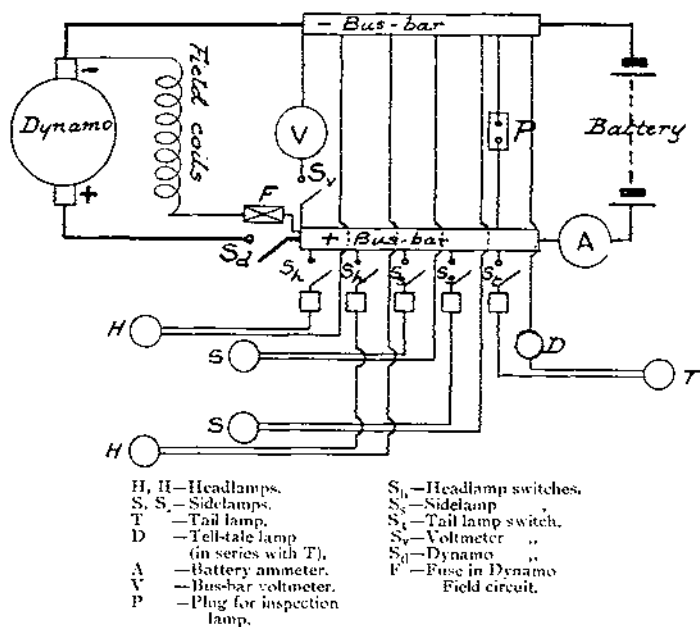 - Bus-bar
-
Dynamo
+
Field coils
V
Sv
F
P
Battery
+ Bus-bar
A
Sd
Sh
Sh
Ss
Ss
St
H
S
D
T
S
H
H, H—Headlamps.
S, S,—Sidelamps.
T —Tail lamp.
D —Tell-tale lamp
(in series with T).
A —Battery ammeter.
V —Bus-bar voltmeter.
P —Plug for inspection
lamp.
Sh—Headlamp switches.
Ss—Sidelamp ,,
St—Tail lamp switch.
Sv—Voltmeter ,,
Sd—Dynamo ,,
F —Fuse in Dynamo
Field circuit.